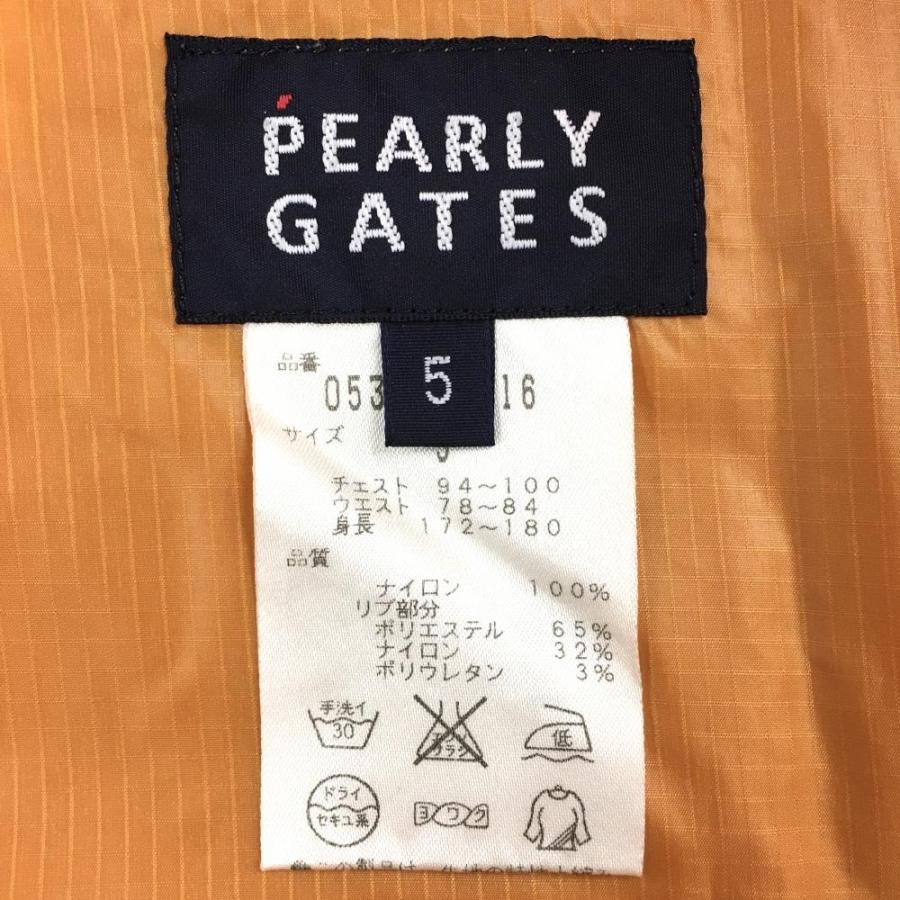 PEARLY
GATES
5
品番
053 16
サイズ
チェスト 94～100
ウエスト 78～84
身長 172～180
品質
ナイロン 100%
リブ部分
ポリエステル 65%
ナイロン 32%
ポリウレタン 3%
手洗イ
30
エンソ
サラシ
低
ドライ
セキユ系
ヨワク